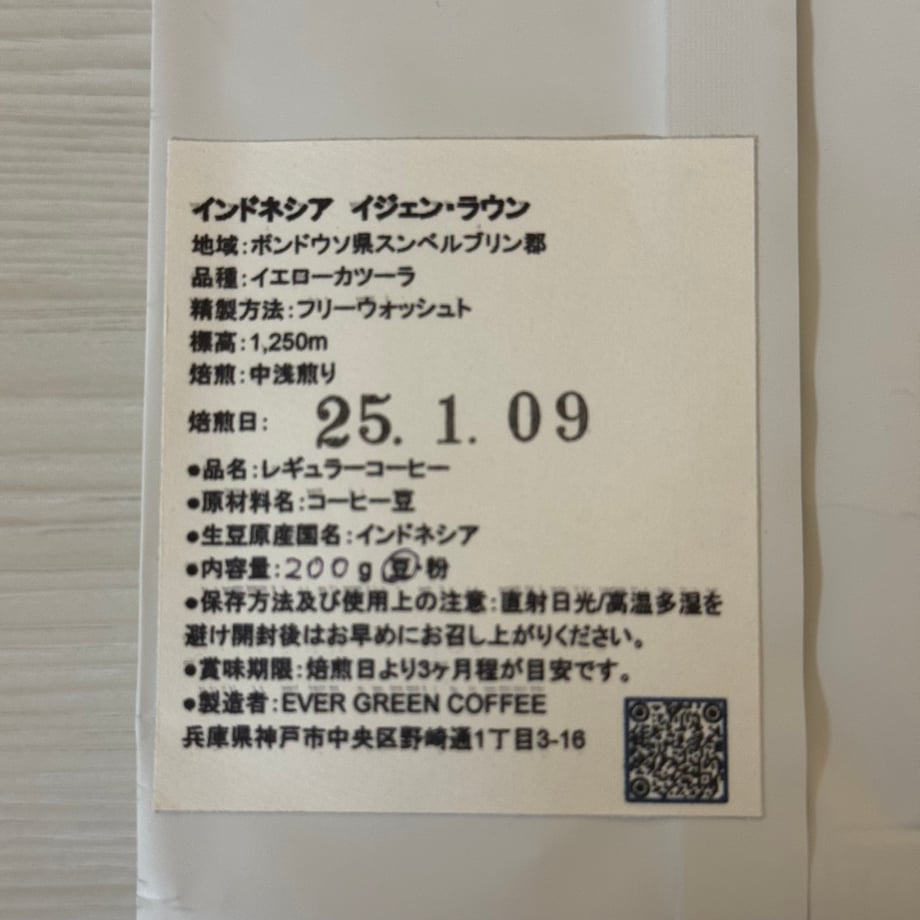 インドネシア イジェン・ラウン
地域：ボンドウソ県スンベルブリン郡
品種：イエローカツーラ
精製方法：フリーウォッシュト
標高：1,250m
焙煎：中浅煎り
焙煎日： 25. 1. 09
●品名：レギュラーコーヒー
●原材料名：コーヒー豆
●生豆原産国名：インドネシア
●内容量：200g 豆・粉
●保存方法及び使用上の注意：直射日光/高温多湿を
避け開封後はお早めにお召し上がりください。
●賞味期限：焙煎日より3ヶ月程が目安です。
●製造者：EVER GREEN COFFEE
兵庫県神戸市中央区野崎通1丁目3-16